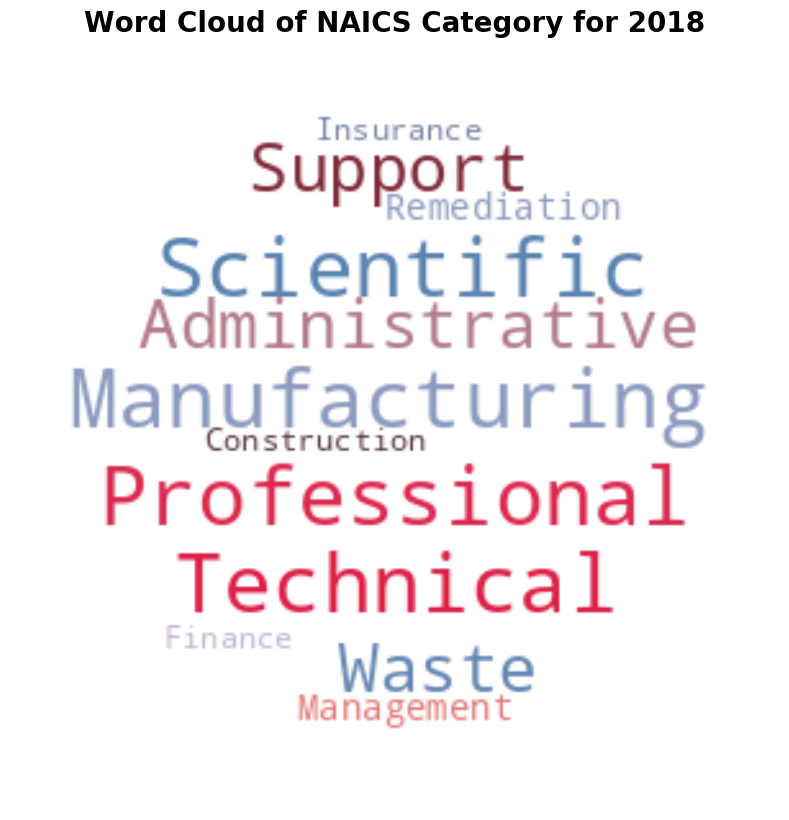 Word Cloud of NAICS Category for 2018
Insurance
Support
Remediation
Scientific
Administrative
Manufacturing
Construction
Professional
Technical
Finance
Waste
Management